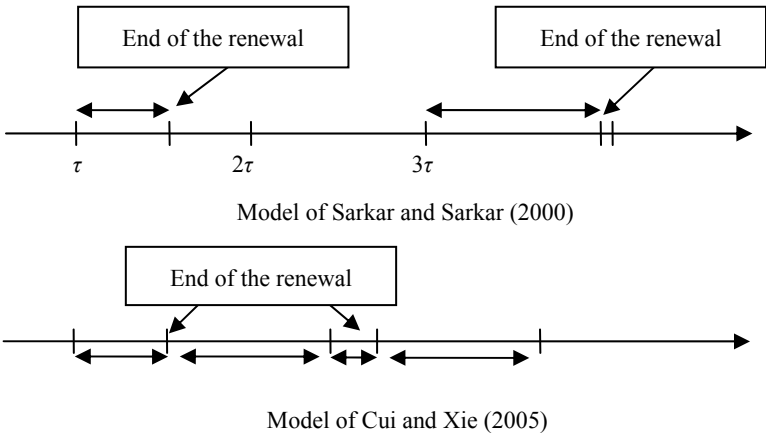 End of the renewal
End of the renewal
τ
2τ
3τ
Model of Sarkar and Sarkar (2000)
End of the renewal
Model of Cui and Xie (2005)